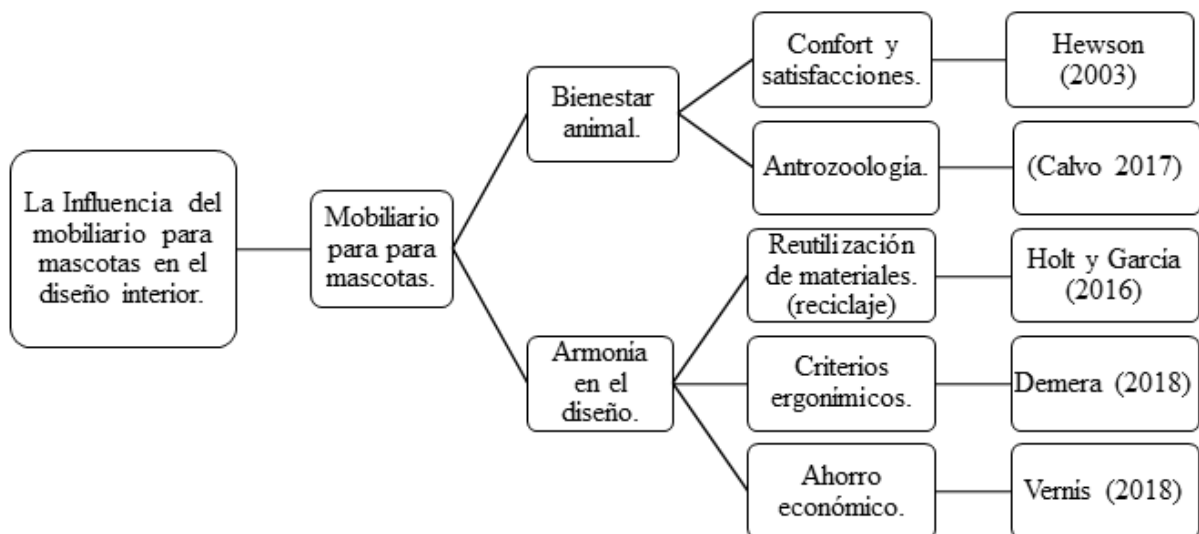 La Influencia del
mobiliario para
mascotas en el
diseño interior.
Mobiliario
para para
mascotas.
Bienestar
animal.
Confort y
satisfacciones.
Hewson
(2003)
Antrozoología.
(Calvo 2017)
Armonía
en el
diseño.
Reutilización
de materiales.
(reciclaje)
Holt y García
(2016)
Criterios
ergonímicos.
Demera (2018)
Ahorro
económico.
Vernís (2018)